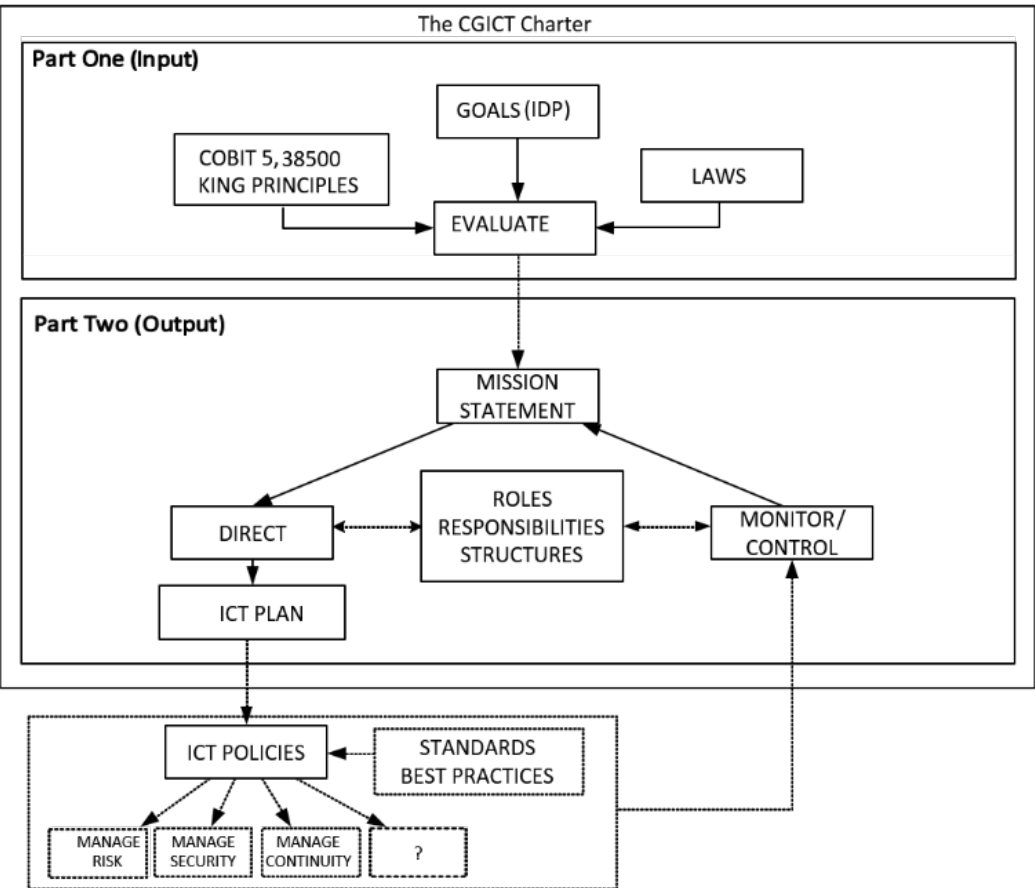 The CGICT Charter
Part One (Input)
GOALS (IDP)
COBIT 5, 38500
KING PRINCIPLES
LAWS
EVALUATE
Part Two (Output)
MISSION
STATEMENT
DIRECT
ROLES
RESPONSIBILITIES
STRUCTURES
MONITOR/
CONTROL
ICT PLAN
ICT POLICIES
STANDARDS
BEST PRACTICES
MANAGE
RISK
MANAGE
SECURITY
MANAGE
CONTINUITY
?